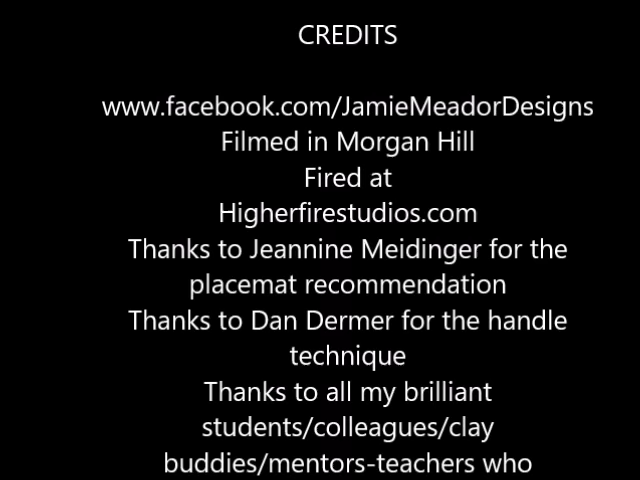 CREDITS
www.facebook.com/JamieMeadorDesigns
Filmed in Morgan Hill
Fired at
Higherfirestudios.com
Thanks to Jeannine Meidinger for the
placemat recommendation
Thanks to Dan Dermer for the handle
technique
Thanks to all my brilliant
students/colleagues/clay
buddies/mentors-teachers who